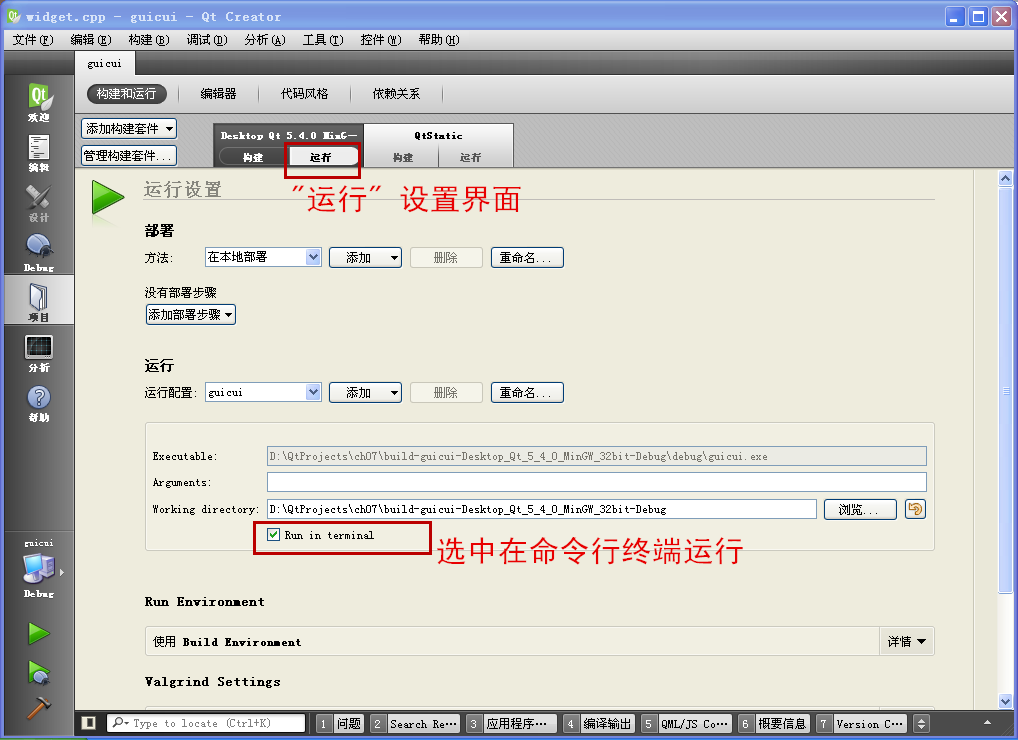 widget.cpp - guicui - Qt Creator
文件(F) 编辑(E) 构建(B) 调试(D) 分析(A) 工具(T) 控件(W) 帮助(H)
guicui
构建和运行 编辑器 代码风格 依赖关系
欢迎
编辑
设计
Debug
项目
分析
帮助
guicui
Debug
添加构建套件
管理构建套件...
Desktop Qt 5.4.0 MinG—
构建 运行
QtStatic
构建 运行
运行设置
"运行" 设置界面
部署
方法: 在本地部署 添加 删除 重命名...
没有部署步骤
添加部署步骤
运行
运行配置: guicui 添加 删除 重命名...
Executable: D:\QtProjects\ch07\build-guicui-Desktop_Qt_5_4_0_MinGW_32bit-Debug\debug\guicui.exe
Arguments:
Working directory: D:\QtProjects\ch07\build-guicui-Desktop_Qt_5_4_0_MinGW_32bit-Debug 浏览...
Run in terminal
选中在命令行终端运行
Run Environment
使用 Build Environment 详情
Valgrind Settings
Type to locate (Ctrl+K) 1 问题 2 Search Re··· 3 应用程序··· 4 编译输出 5 QML/JS Co··· 6 概要信息 7 Version C···